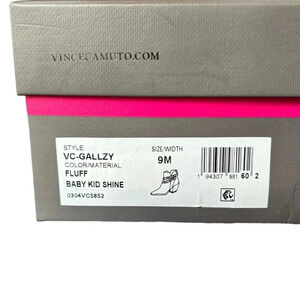 VINCECAMUTO.COM
STYLE
VC-GALLZY
COLOR/MATERIAL
FLUFF
BABY KID SHINE
0304VC5852
SIZE/WIDTH
9M
1 94307 881 60 2